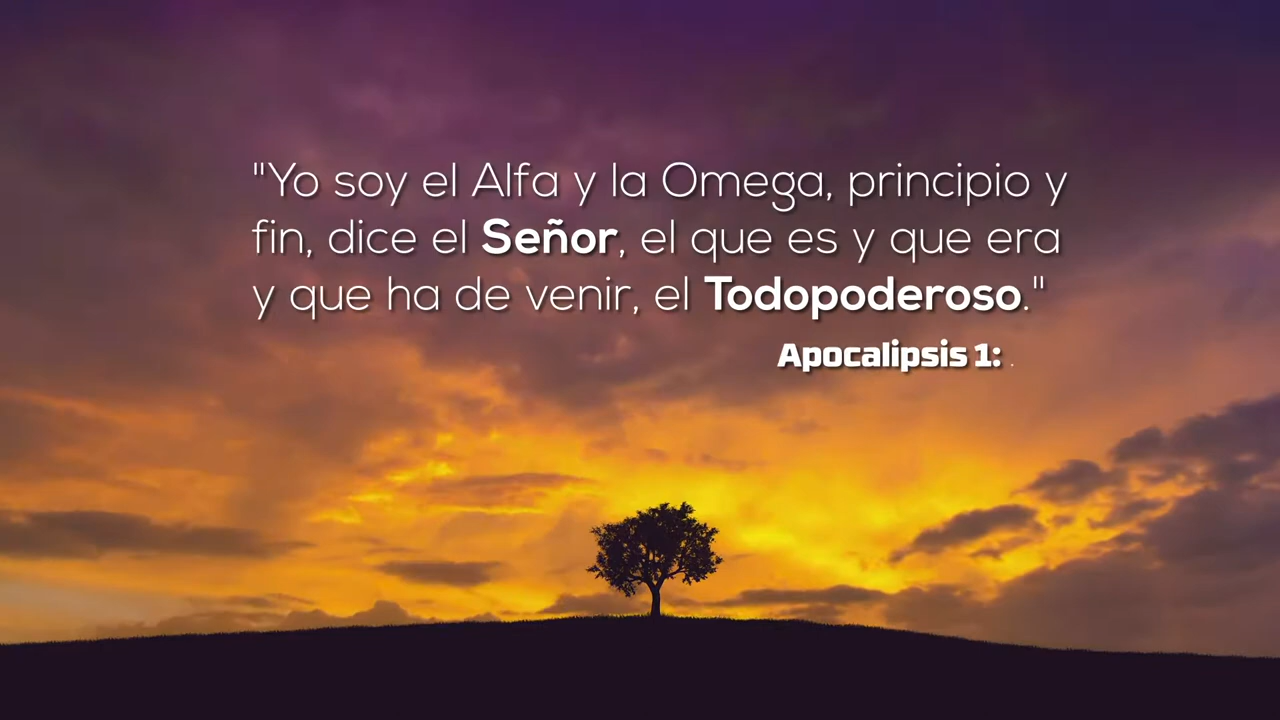 "Yo soy el Alfa y la Omega, principio y
fin, dice el Señor, el que es y que era
y que ha de venir, el Todopoderoso."
Apocalipsis 1: